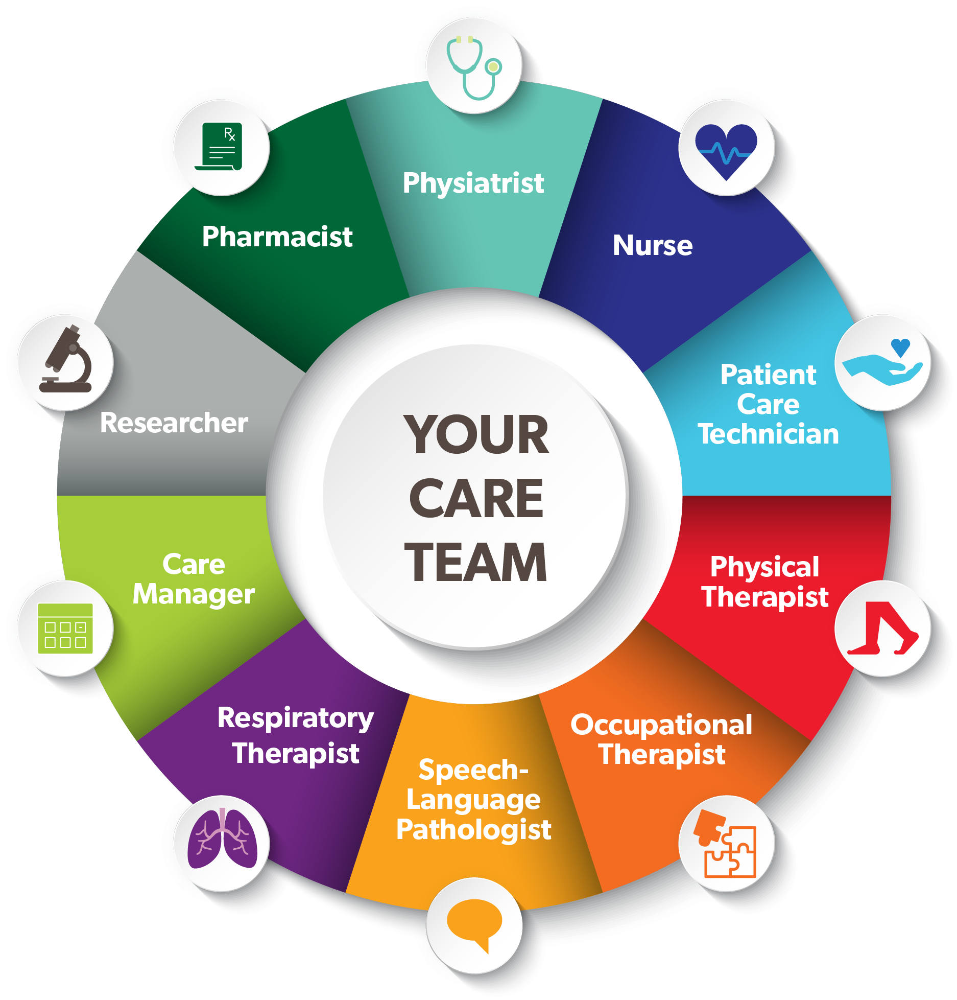 YOUR
CARE
TEAM
Physiatrist
Nurse
Patient
Care
Technician
Physical
Therapist
Occupational
Therapist
Speech-
Language
Pathologist
Respiratory
Therapist
Care
Manager
Researcher
Pharmacist
Rx